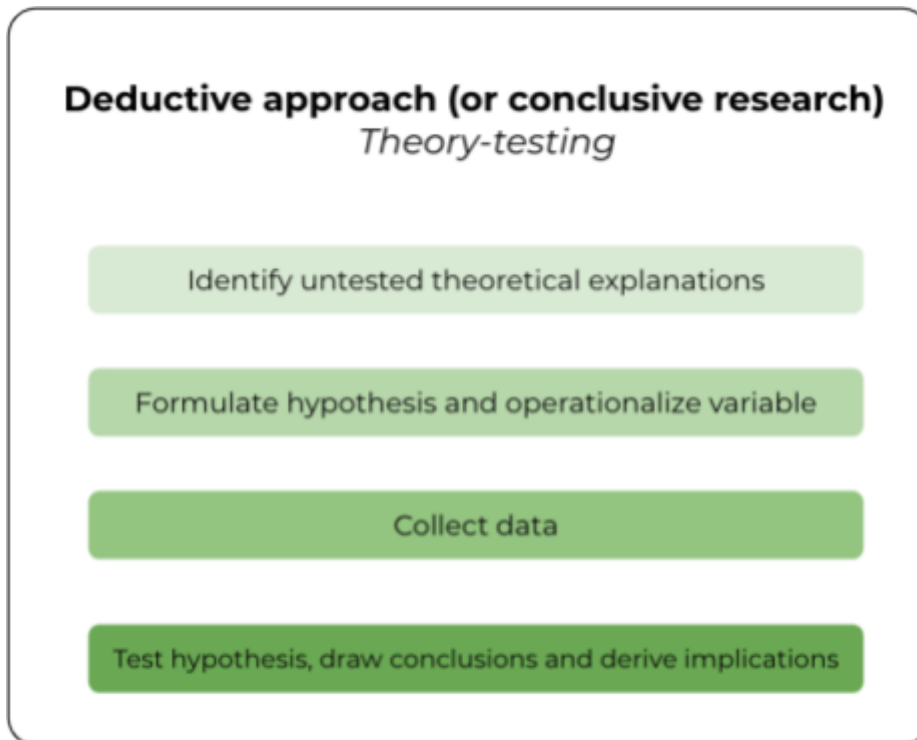 Deductive approach (or conclusive research)
Theory-testing
Identify untested theoretical explanations
Formulate hypothesis and operationalize variable
Collect data
Test hypothesis, draw conclusions and derive implications